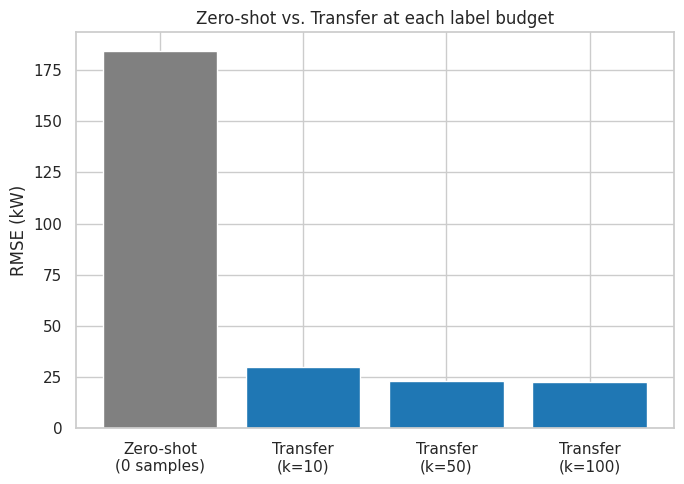 Zero-shot vs. Transfer at each label budget
RMSE (kW)
175
150
125
100
75
50
25
0
Zero-shot
(0 samples)
Transfer
(k=10)
Transfer
(k=50)
Transfer
(k=100)